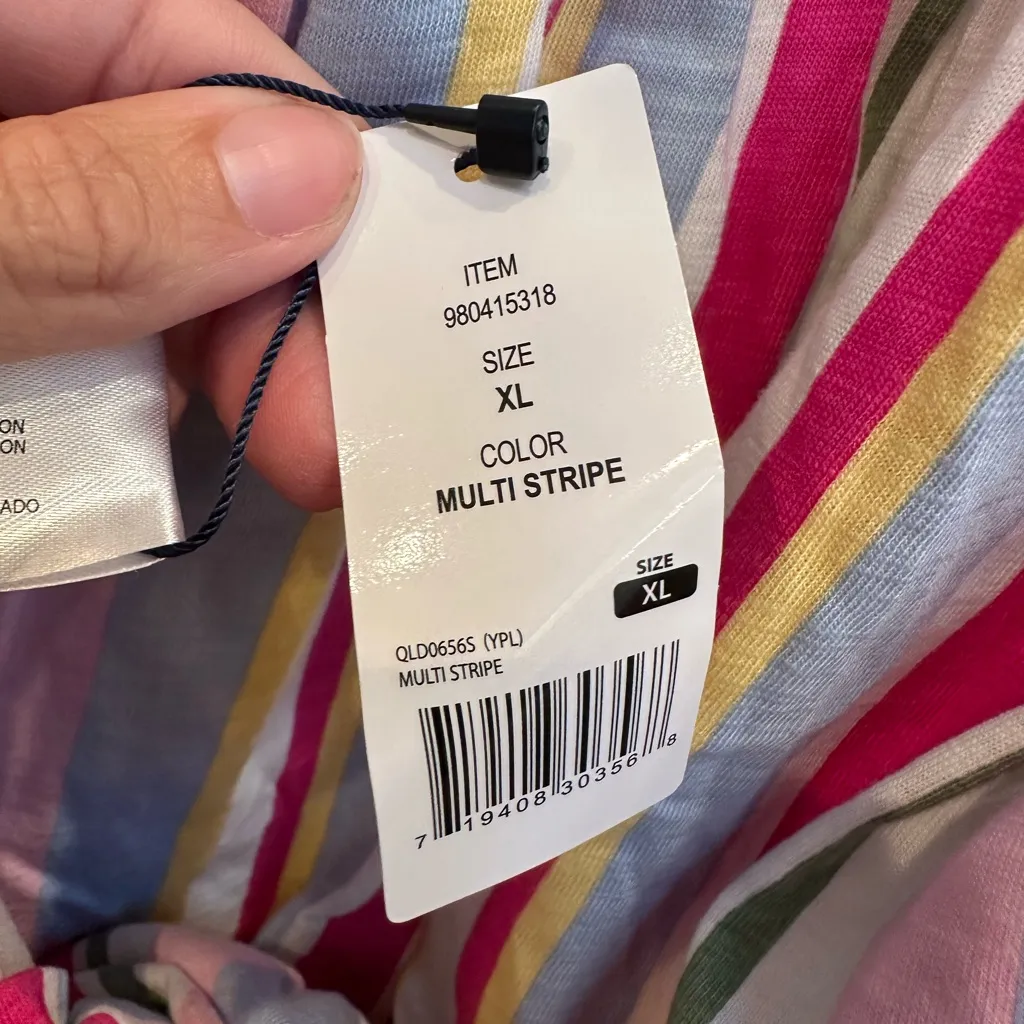 ITEM
980415318
SIZE
XL
COLOR
MULTI STRIPE
SIZE
XL
QLD0656S (YPL)
MULTI STRIPE
7 19408 30356 8
ON
ON
ADO